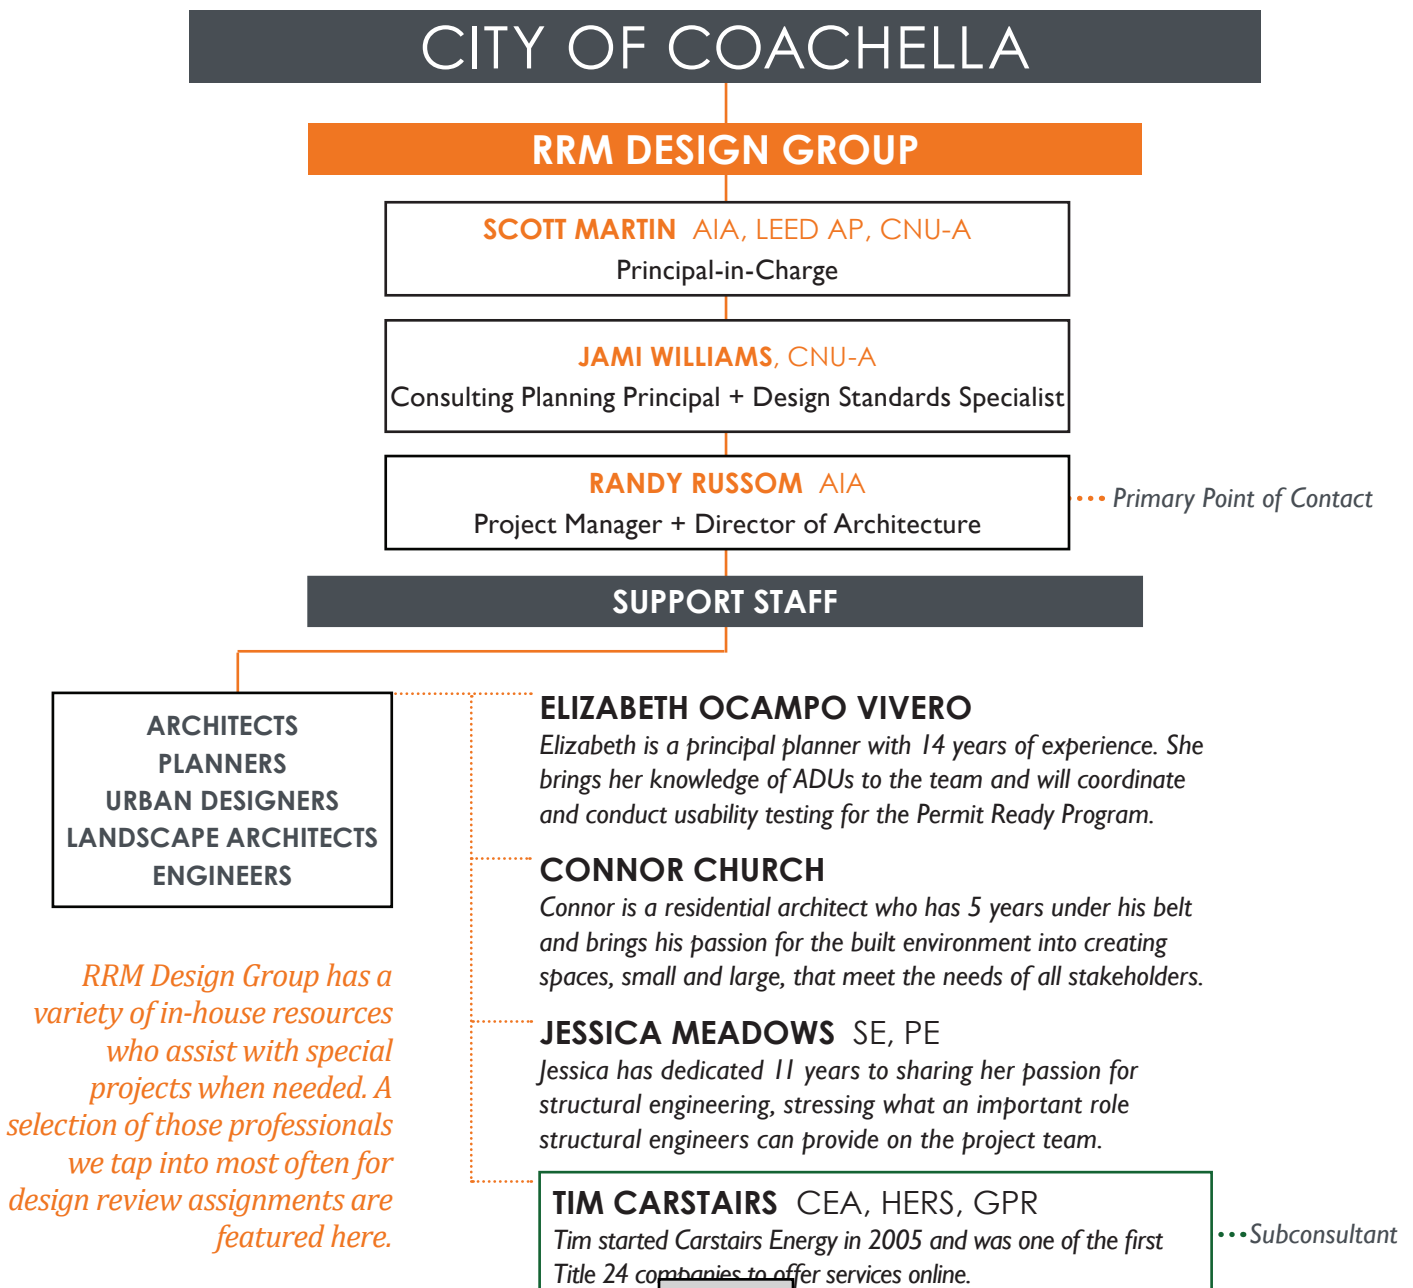 CITY OF COACHELLA
RRM DESIGN GROUP
SCOTT MARTIN AIA, LEED AP, CNU-A
Principal-in-Charge
JAMI WILLIAMS, CNU-A
Consulting Planning Principal + Design Standards Specialist
RANDY RUSSOM AIA
Project Manager + Director of Architecture
Primary Point of Contact
SUPPORT STAFF
ARCHITECTS
PLANNERS
URBAN DESIGNERS
LANDSCAPE ARCHITECTS
ENGINEERS
RRM Design Group has a
variety of in-house resources
who assist with special
projects when needed. A
selection of those professionals
we tap into most often for
design review assignments are
featured here.
ELIZABETH OCAMPO VIVERO
Elizabeth is a principal planner with 14 years of experience. She
brings her knowledge of ADUs to the team and will coordinate
and conduct usability testing for the Permit Ready Program.
CONNOR CHURCH
Connor is a residential architect who has 5 years under his belt
and brings his passion for the built environment into creating
spaces, small and large, that meet the needs of all stakeholders.
JESSICA MEADOWS SE, PE
Jessica has dedicated 11 years to sharing her passion for
structural engineering, stressing what an important role
structural engineers can provide on the project team.
TIM CARSTAIRS CEA, HERS, GPR
Tim started Carstairs Energy in 2005 and was one of the first
Title 24 companies to offer services online.
Subconsultant